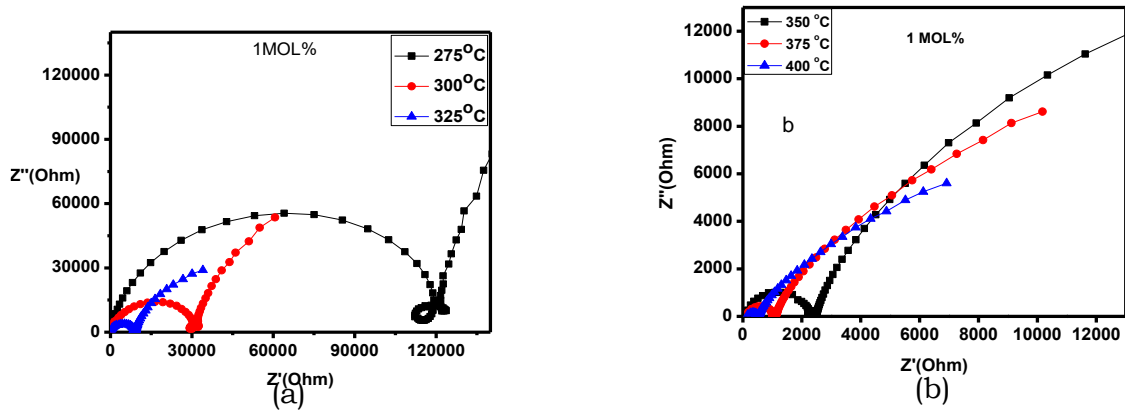 1MOL%
275°C
300°C
325°C
Z''(Ohm)
120000
90000
60000
30000
0
0 30000 60000 90000 120000
Z'(Ohm)
(a)
350 °C
375 °C
400 °C
1 MOL%
b
Z''(Ohm)
12000
10000
8000
6000
4000
2000
0
0 2000 4000 6000 8000 10000 12000
Z'(Ohm)
(b)